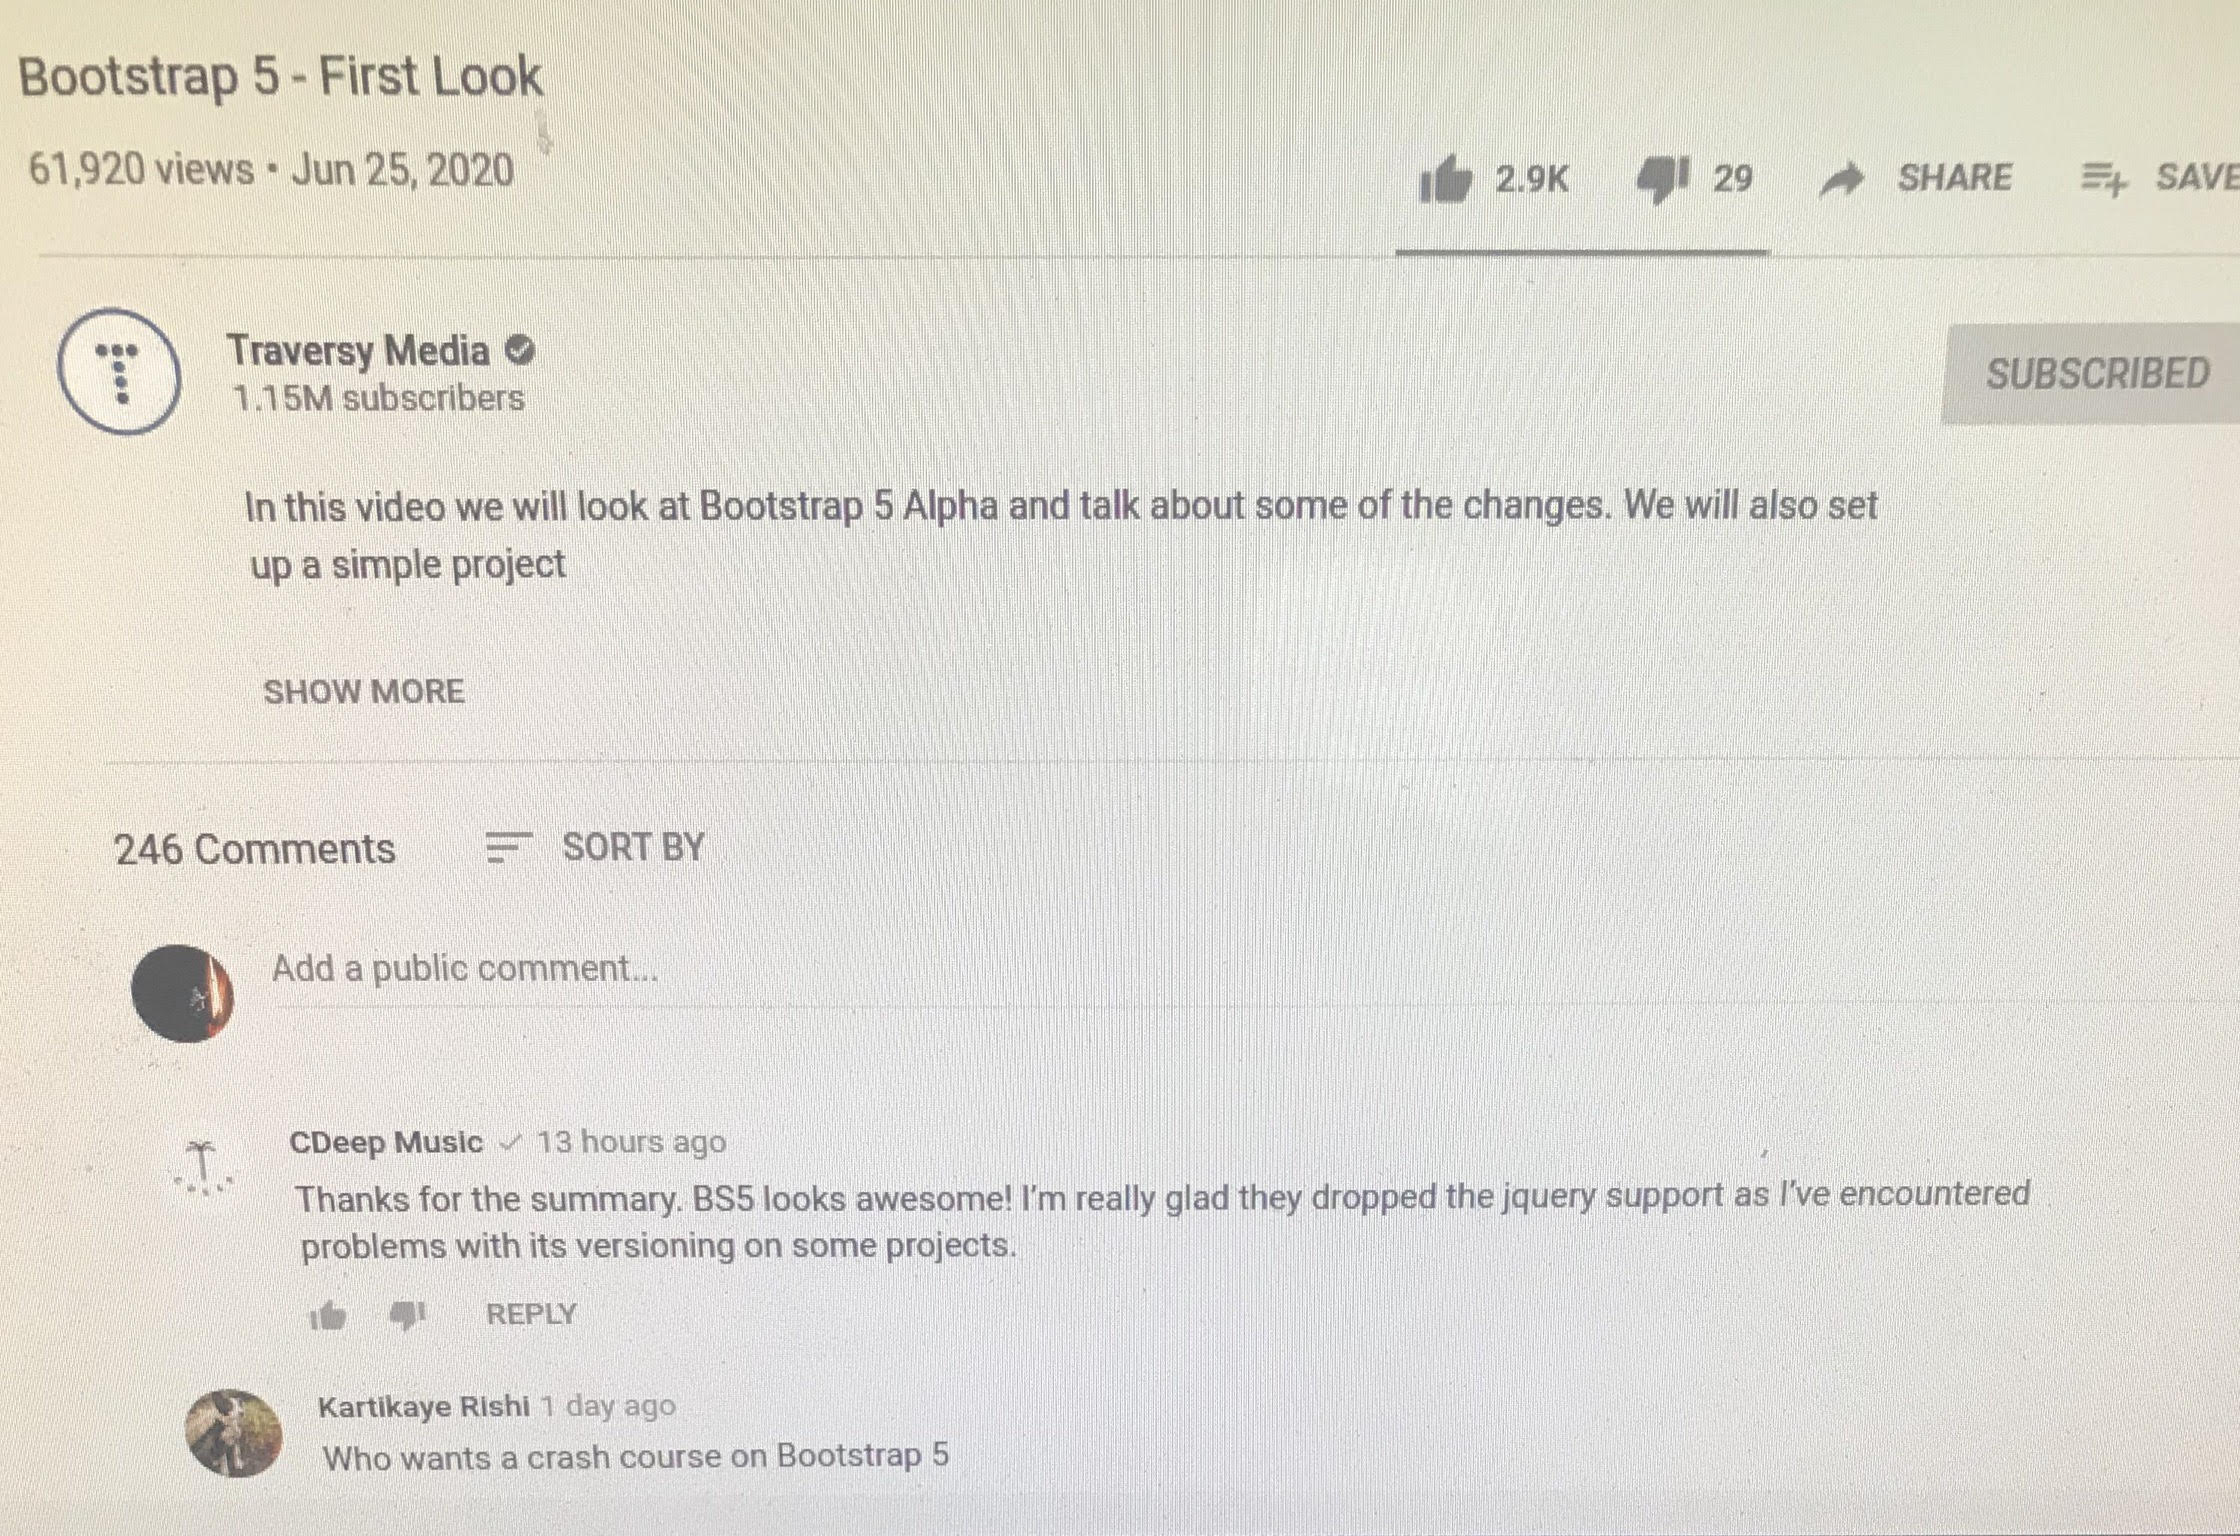 Bootstrap 5 - First Look
61,920 views • Jun 25, 2020
2.9K 29 SHARE SAVE
Traversy Media
1.15M subscribers
SUBSCRIBED
In this video we will look at Bootstrap 5 Alpha and talk about some of the changes. We will also set
up a simple project
SHOW MORE
246 Comments SORT BY
Add a public comment...
CDeep Music 13 hours ago
Thanks for the summary. BS5 looks awesome! I'm really glad they dropped the jquery support as I've encountered
problems with its versioning on some projects.
REPLY
Kartikaye Rishi 1 day ago
Who wants a crash course on Bootstrap 5